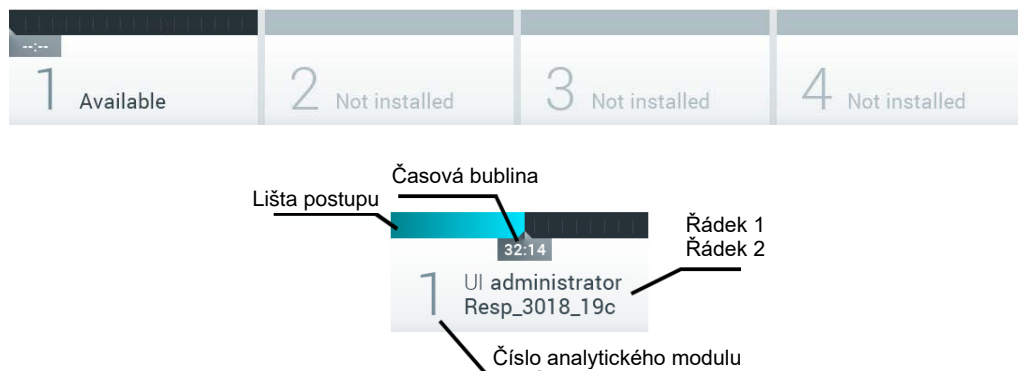 --:--
1 Available
2 Not installed
3 Not installed
4 Not installed
Časová bublina
Lišta postupu
Řádek 1
Řádek 2
32:14
1 UI administrator
Resp_3018_19c
Číslo analytického modulu